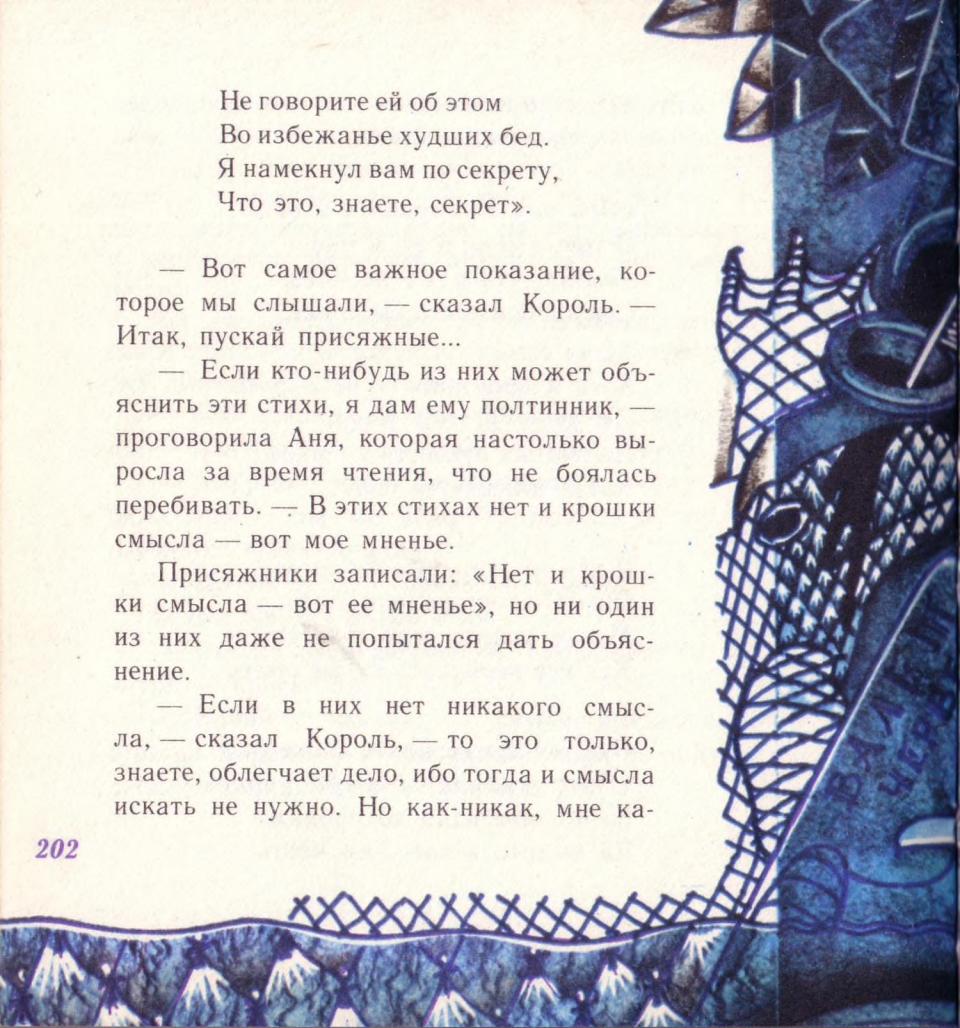 Не говорите ей об этом
Во избежанье худших бед.
Я намекнул вам по секрету,
Что это, знаете, секрет».
— Вот самое важное показание, ко-
торое мы слышали, — сказал Король. —
Итак, пускай присяжные...
— Если кто-нибудь из них может объ-
яснить эти стихи, я дам ему полтинник, —
проговорила Аня, которая настолько вы-
росла за время чтения, что не боялась
перебивать. — В этих стихах нет и крошки
смысла — вот мое мненье.
Присяжники записали: «Нет и крош-
ки смысла — вот ее мненье», но ни один
из них даже не попытался дать объяс-
нение.
— Если в них нет никакого смыс-
ла, — сказал Король, — то это только,
знаете, облегчает дело, ибо тогда и смысла
искать не нужно. Но как-никак, мне ка-
202